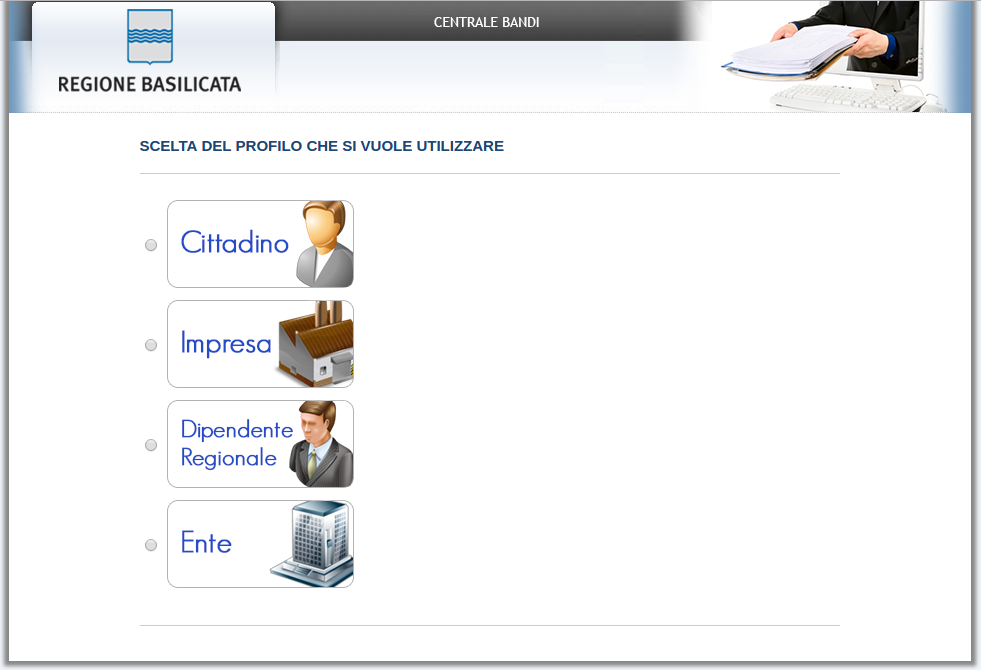 CENTRALE BANDI
REGIONE BASILICATA
SCELTA DEL PROFILO CHE SI VUOLE UTILIZZARE
Cittadino
Impresa
Dipendente
Regionale
Ente